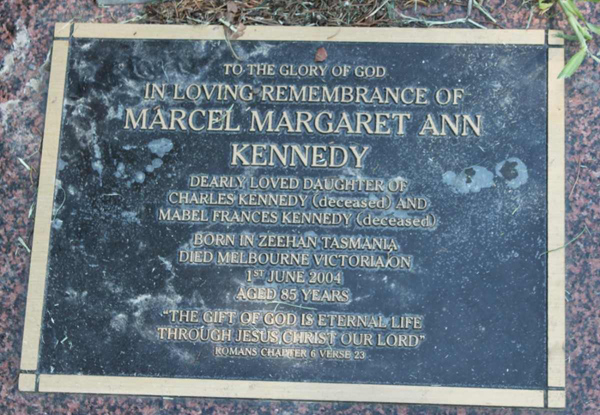 TO THE GLORY OF GOD
IN LOVING REMEMBRANCE OF
MARCEL MARGARET ANN
KENNEDY
DEARLY LOVED DAUGHTER OF
CHARLES KENNEDY (deceased) AND
MABEL FRANCES KENNEDY (deceased)
BORN IN ZEEHAN TASMANIA
DIED MELBOURNE VICTORIA ON
1ST JUNE 2004
AGED 85 YEARS
"THE GIFT OF GOD IS ETERNAL LIFE
THROUGH JESUS CHRIST OUR LORD"
ROMANS CHAPTER 6 VERSE 23